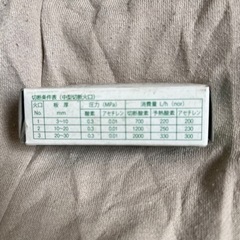 切断条件表(中型切断火口)
火口 板厚 圧力(MPa) 消費量 L/h (nor)
No. mm 酸素 アセチレン 切断酸素 予熱酸素 アセチレン
1 3~10 0.3 0.01 700 220 200
2 10~20 0.3 0.01 1200 250 230
3 20~30 0.3 0.01 2000 330 300